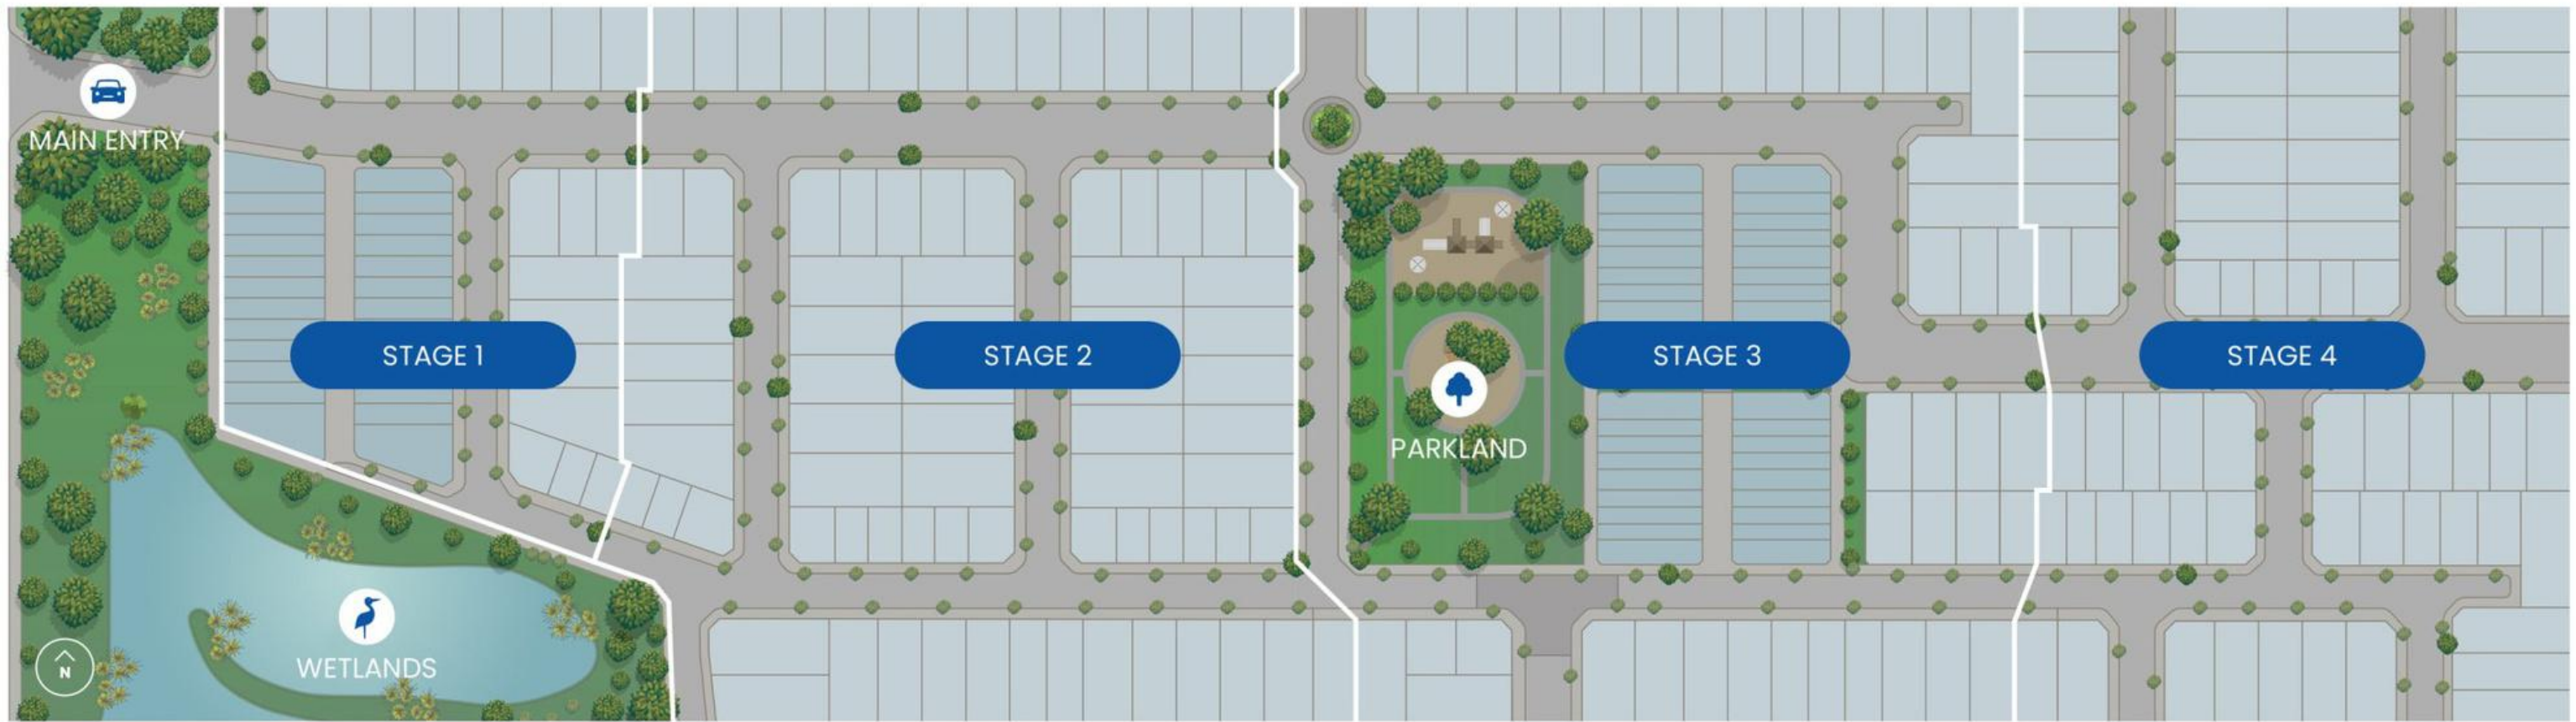 MAIN ENTRY
STAGE 1
STAGE 2
STAGE 3
STAGE 4
PARKLAND
WETLANDS
N